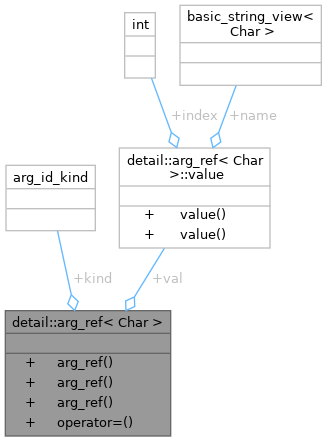 int
basic_string_view<
Char >
+index
+name
arg_id_kind
detail::arg_ref< Char
>::value
+ value()
+ value()
+kind
+val
detail::arg_ref< Char >
+ arg_ref()
+ arg_ref()
+ arg_ref()
+ operator=()